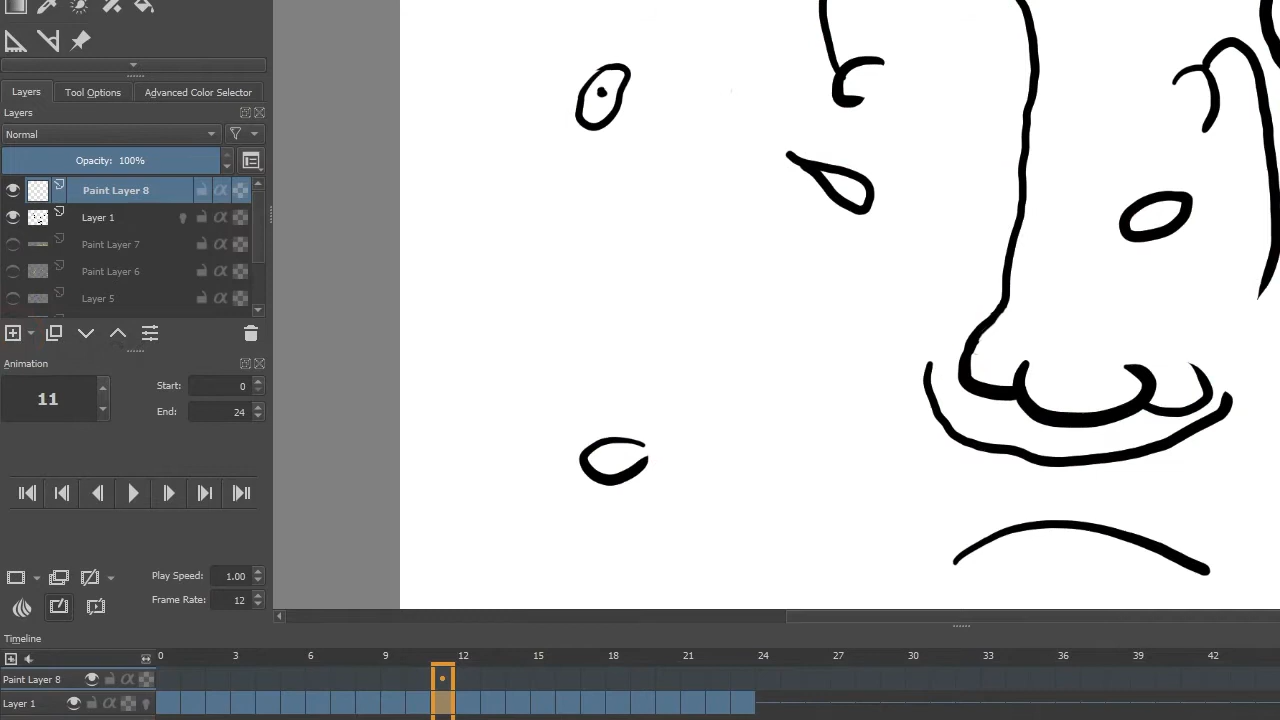 Layers Tool Options Advanced Color Selector
Layers
Normal
Opacity: 100%
Paint Layer 8
Layer 1
Paint Layer 7
Paint Layer 6
Layer 5
Animation
11 Start: 0
End: 24
Play Speed: 1.00
Frame Rate: 12
Timeline
0 3 6 9 12 15 18 21 24 27 30 33 36 39 42
Paint Layer 8
Layer 1